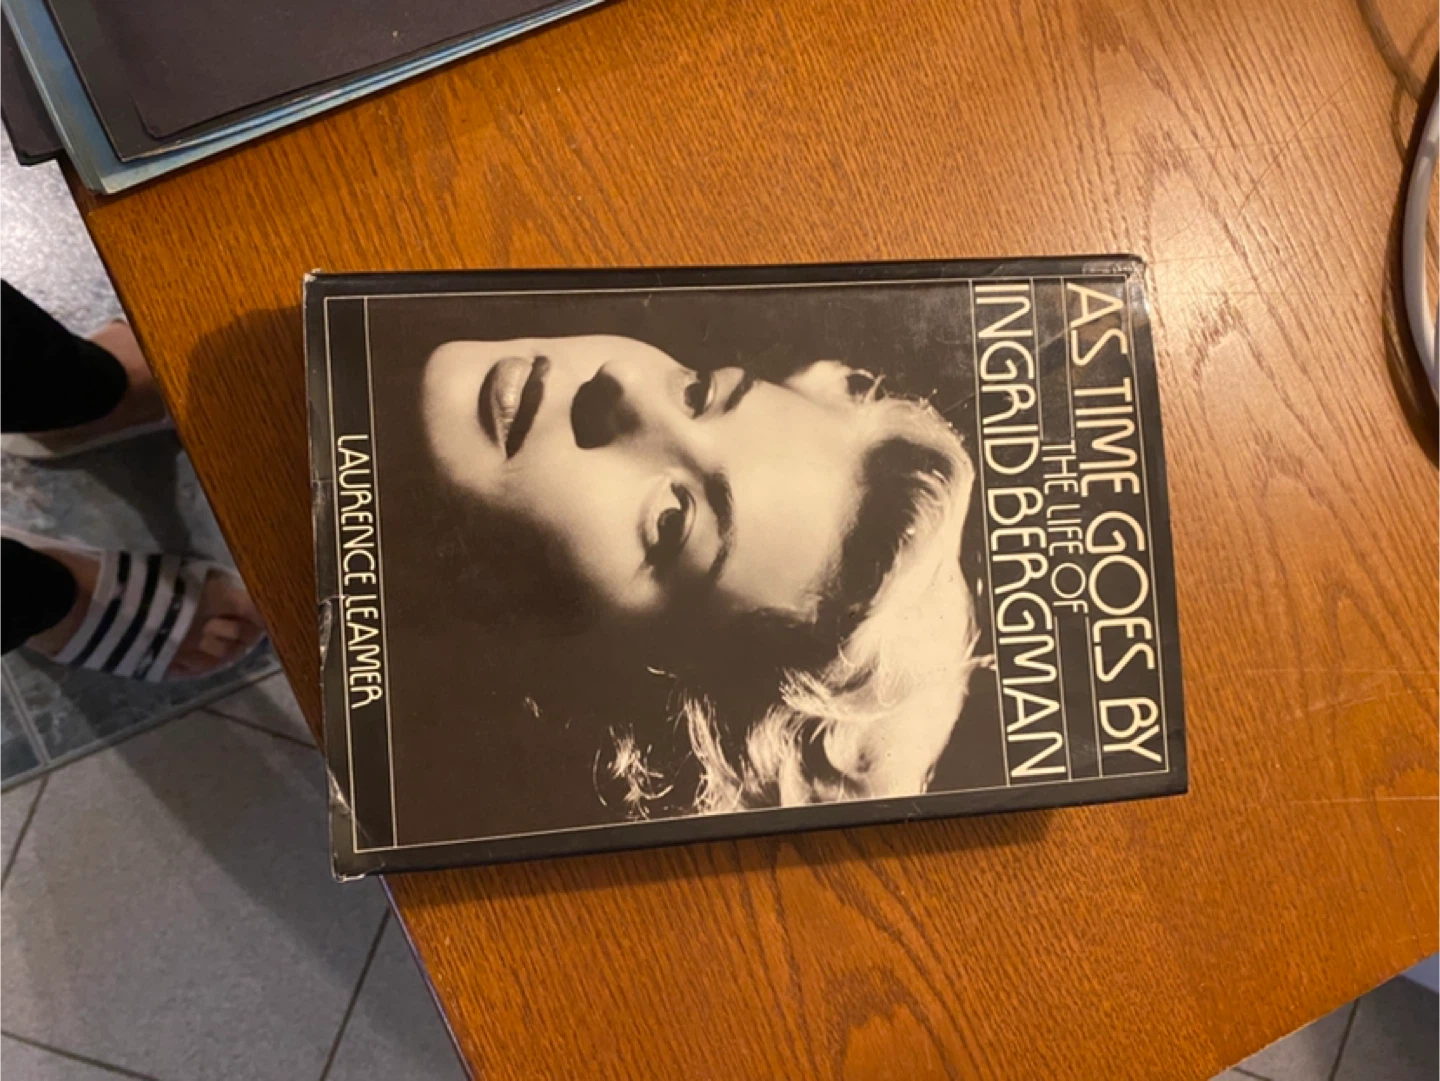 AS TIME GOES BY
THE LIFE OF
INGRID BERGMAN
LAURENCE LEAMER